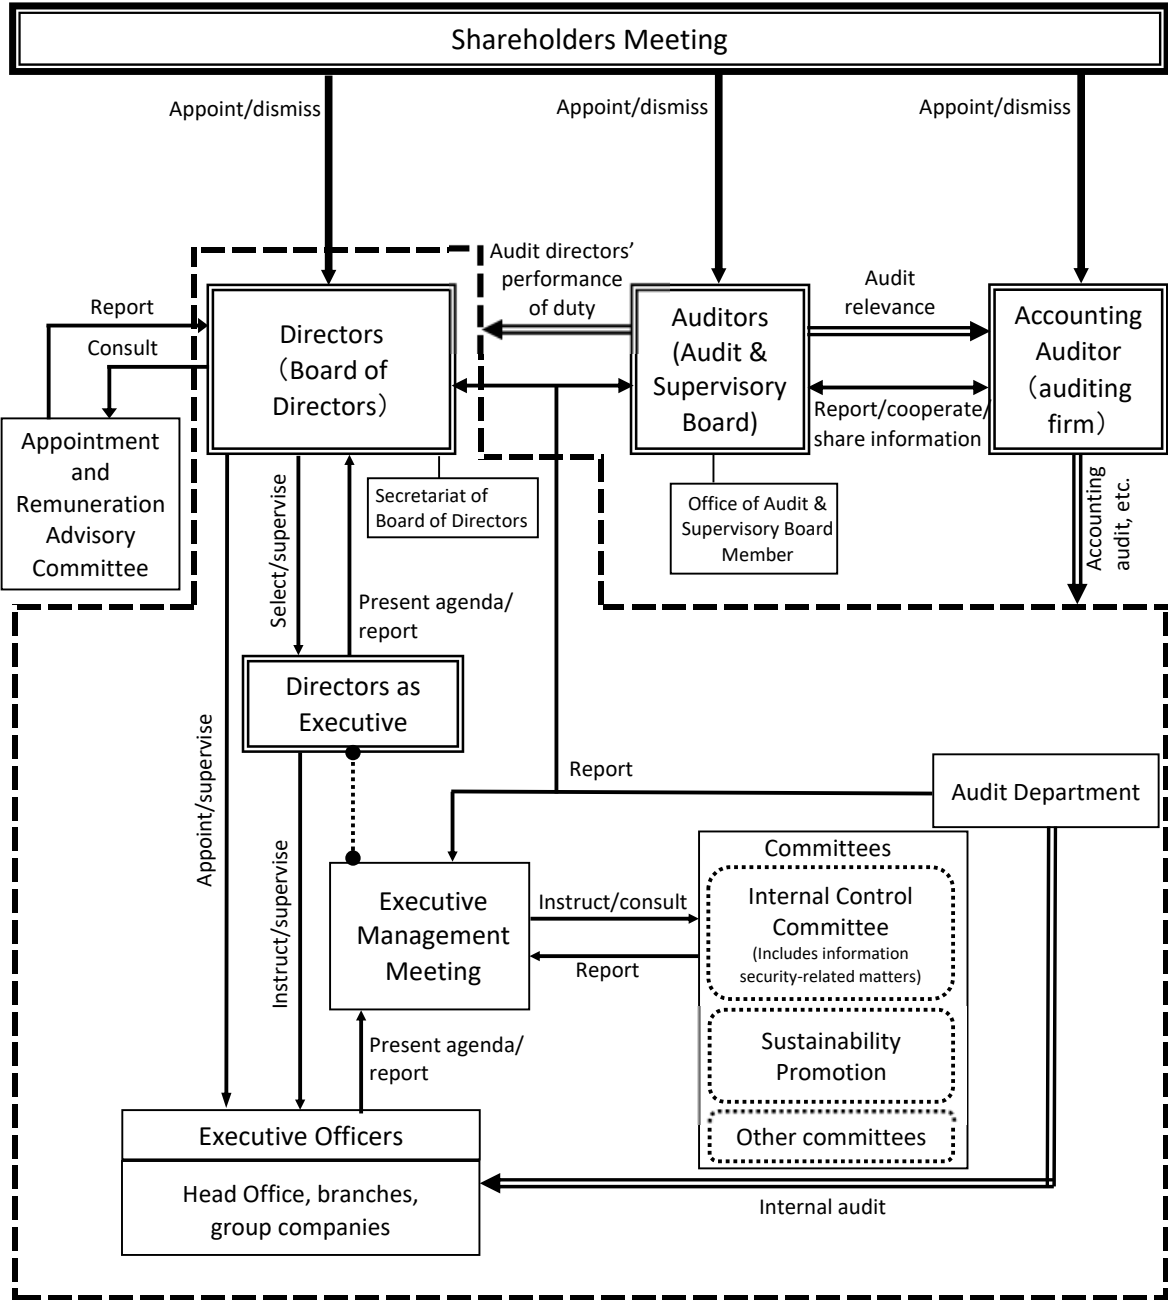 Shareholders Meeting
Appoint/dismiss
Appoint/dismiss
Appoint/dismiss
Audit directors’
performance
of duty
Audit
relevance
Report
Consult
Directors
（Board of
Directors）
Auditors
(Audit &
Supervisory
Board)
Accounting
Auditor
（auditing
firm）
Report/cooperate/
share information
Appointment
and
Remuneration
Advisory
Committee
Secretariat of
Board of Directors
Office of Audit &
Supervisory Board
Member
Accounting
audit, etc.
Select/supervise
Present agenda/
report
Directors as
Executive
Appoint/supervise
Instruct/supervise
Report
Audit Department
Executive
Management
Meeting
Instruct/consult
Report
Committees
Internal Control
Committee
(Includes information
security-related matters)
Sustainability
Promotion
Other committees
Present agenda/
report
Executive Officers
Head Office, branches,
group companies
Internal audit